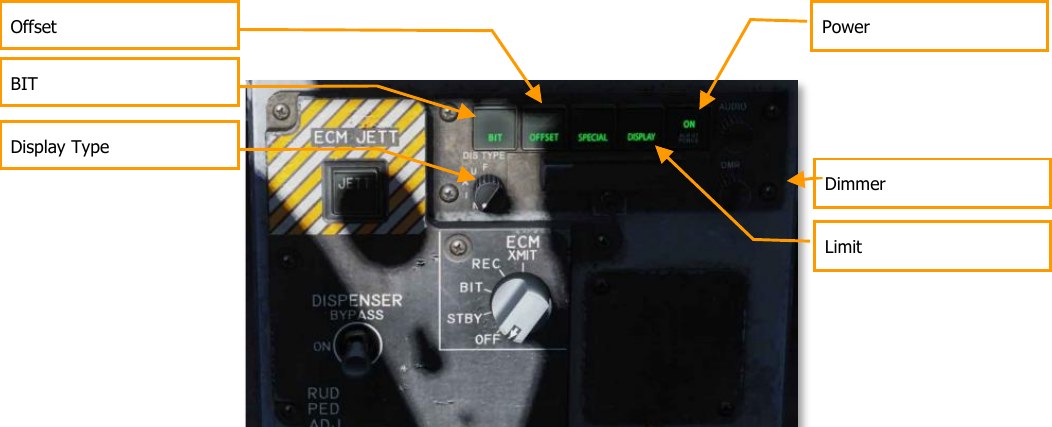 Offset
Power
BIT
Display Type
Dimmer
Limit
ECM JETT
JETT
BIT
OFFSET
SPECIAL
DISPLAY
ON
AUDIO
DIS TYPE
F
U
A
I
DMR
ECM
XMIT
REC
BIT
STBY
OFF
DISPENSER
BYPASS
ON
RUD
PED
ADJ